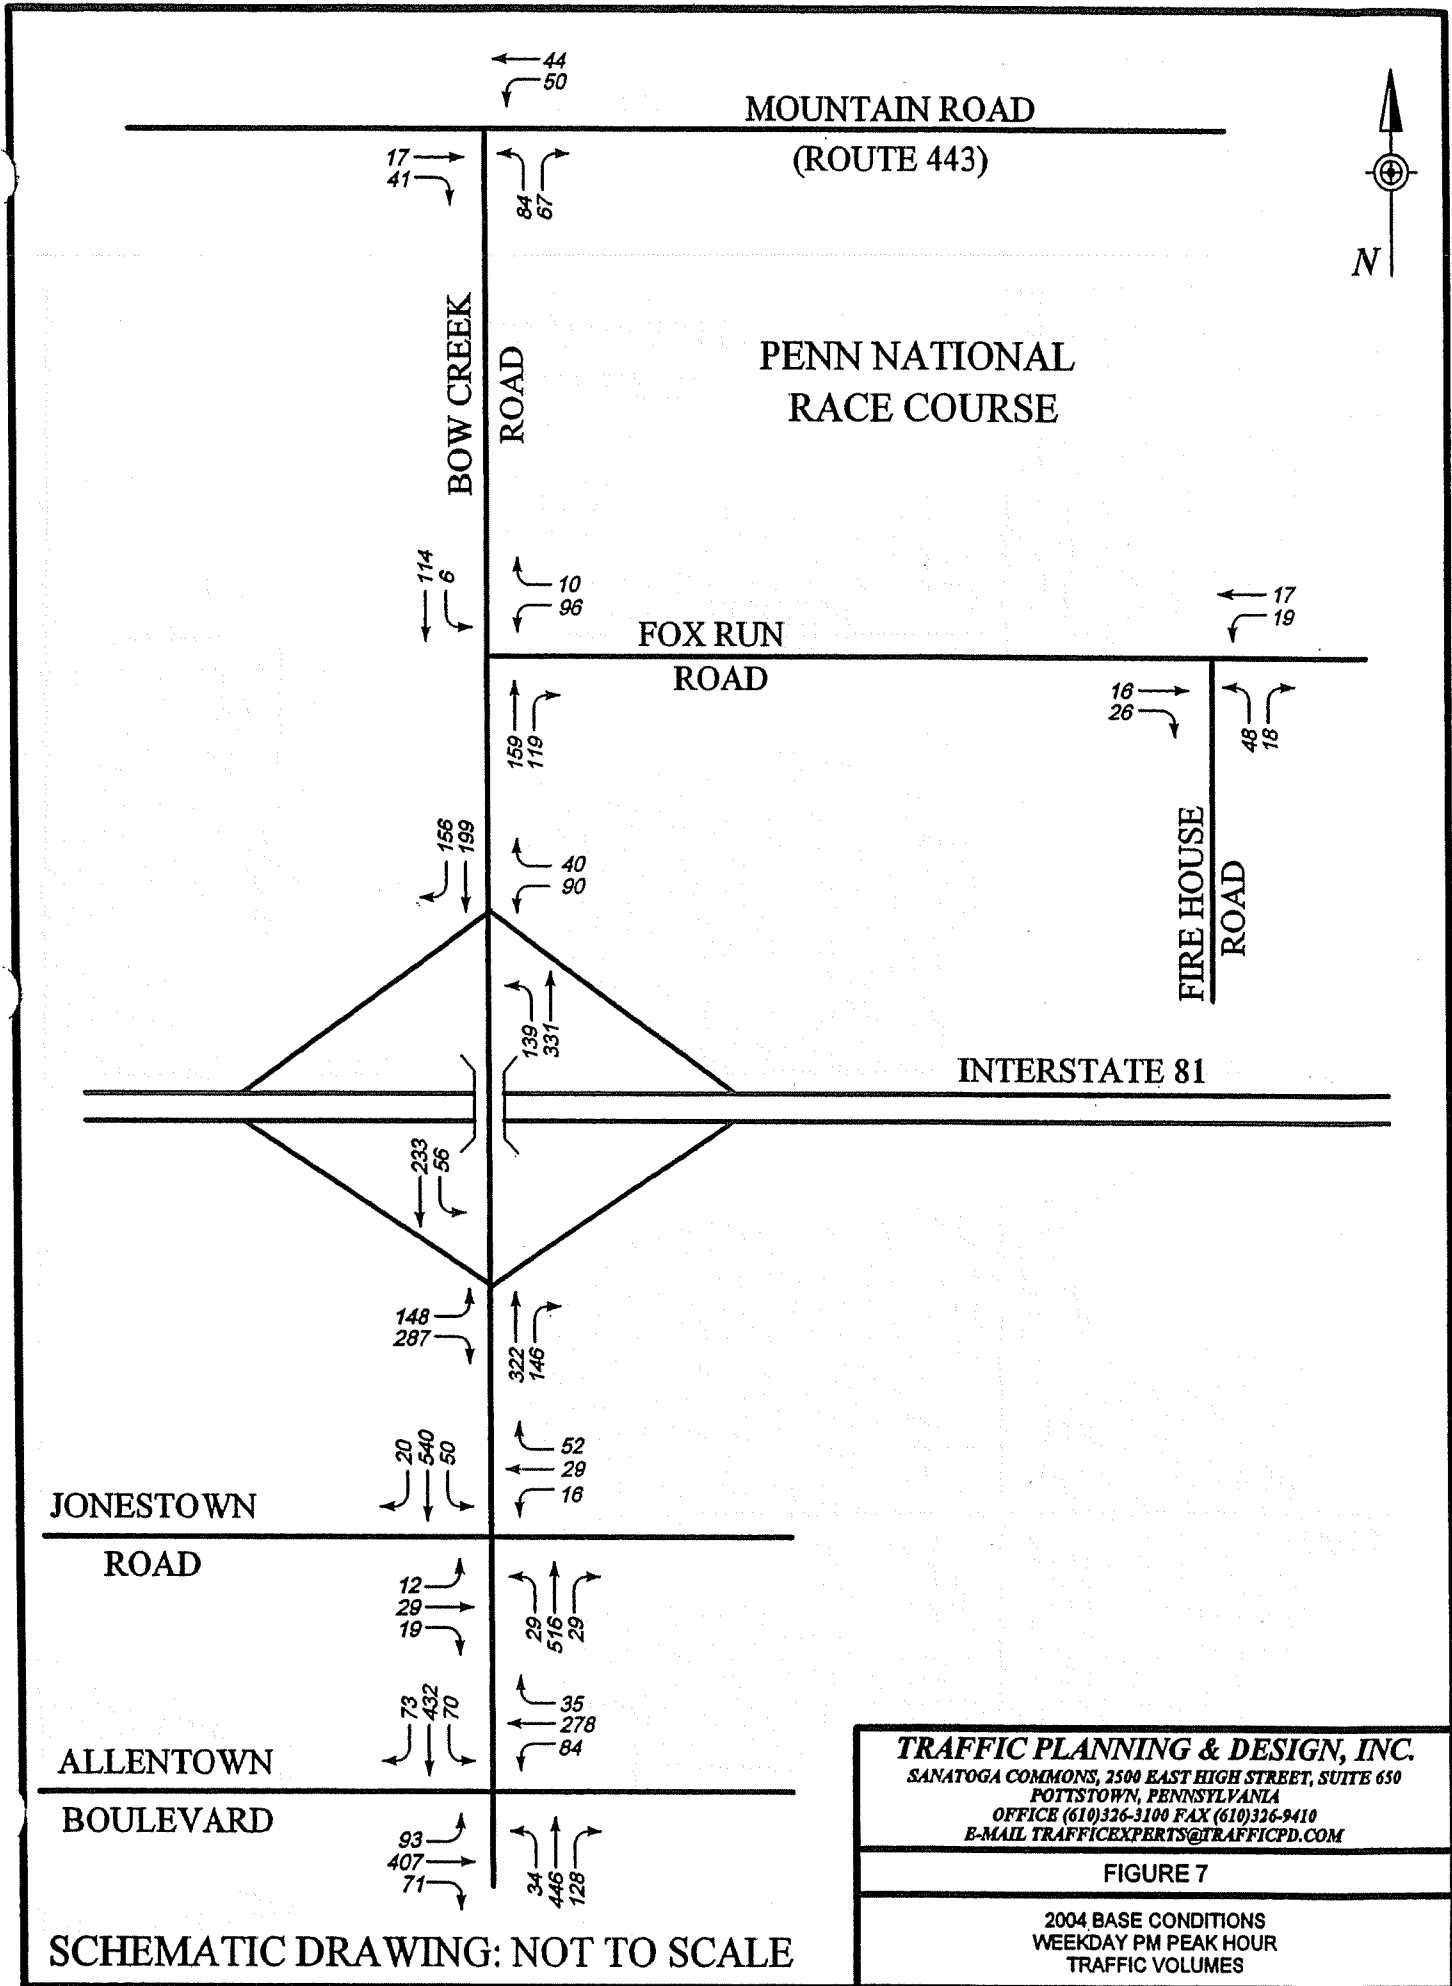 44
50
MOUNTAIN ROAD
(ROUTE 443)
17
41
84
67
N
BOW CREEK
ROAD
PENN NATIONAL
RACE COURSE
114
6
10
96
FOX RUN
ROAD
17
19
16
26
48
18
159
119
FIRE HOUSE
ROAD
156
199
40
90
139
331
INTERSTATE 81
233
56
148
287
322
146
20
540
50
52
29
16
JONESTOWN
ROAD
12
29
19
29
516
29
73
432
70
35
278
84
ALLENTOWN
BOULEVARD
93
407
71
34
446
128
SCHEMATIC DRAWING: NOT TO SCALE
TRAFFIC PLANNING & DESIGN, INC.
SANATOGA COMMONS, 2500 EAST HIGH STREET, SUITE 650
POTTSTOWN, PENNSYLVANIA
OFFICE (610)326-3100 FAX (610)326-9410
E-MAIL TRAFFICEXPERTS@TRAFFICPD.COM
FIGURE 7
2004 BASE CONDITIONS
WEEKDAY PM PEAK HOUR
TRAFFIC VOLUMES